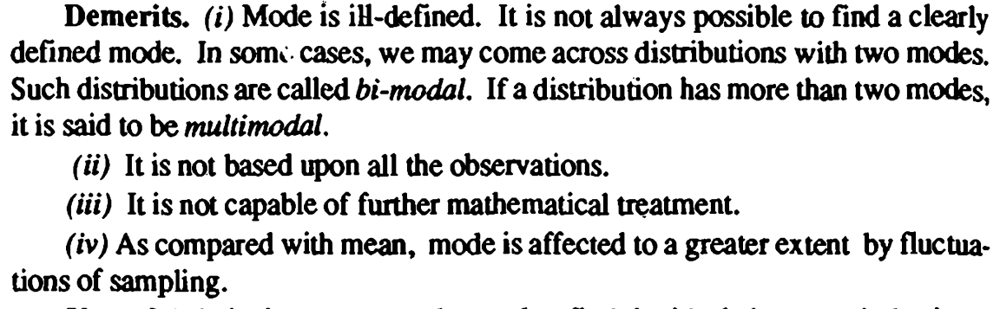 Demerits. (i) Mode is ill-defined. It is not always possible to find a clearly
defined mode. In some cases, we may come across distributions with two modes.
Such distributions are called bi-modal. If a distribution has more than two modes,
it is said to be multimodal.
(ii) It is not based upon all the observations.
(iii) It is not capable of further mathematical treatment.
(iv) As compared with mean, mode is affected to a greater extent by fluctua-
tions of sampling.